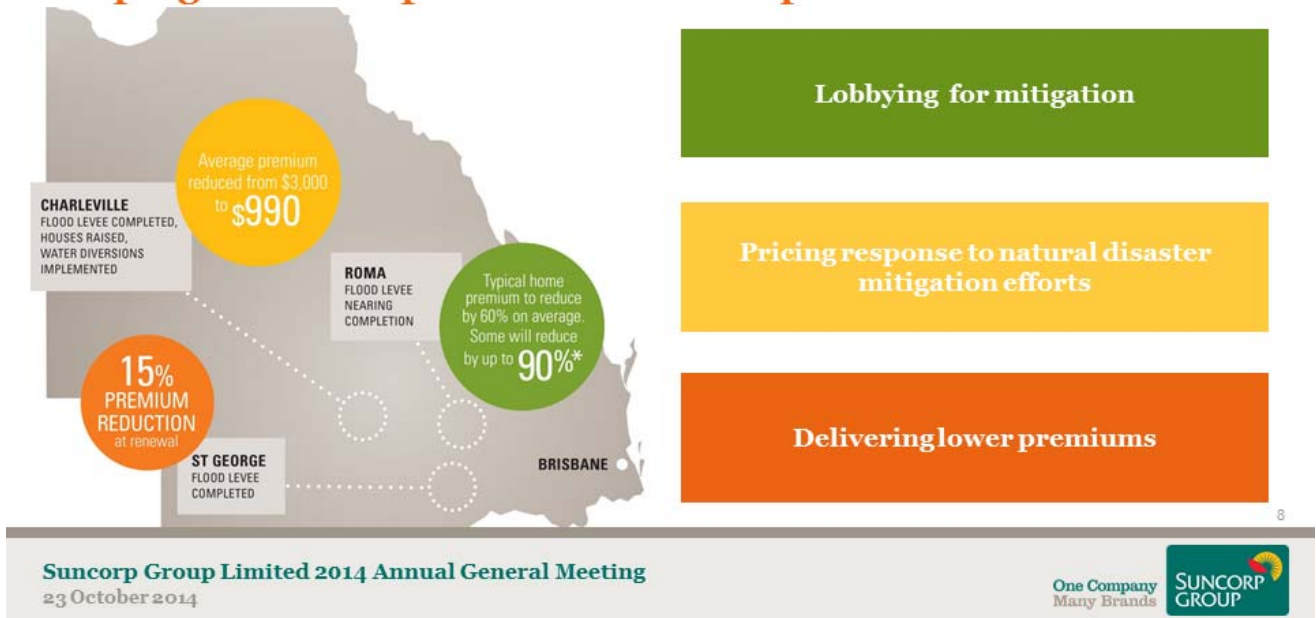 Average premium
reduced from $3,000
to $990
CHARLEVILLE
FLOOD LEVEE COMPLETED,
HOUSES RAISED,
WATER DIVERSIONS
IMPLEMENTED
ROMA
FLOOD LEVEE
NEARING
COMPLETION
Typical home
premium to reduce
by 60% on average.
Some will reduce
by up to 90%*
15%
PREMIUM
REDUCTION
at renewal
ST GEORGE
FLOOD LEVEE
COMPLETED
BRISBANE
Lobbying for mitigation
Pricing response to natural disaster
mitigation efforts
Delivering lower premiums
8
Suncorp Group Limited 2014 Annual General Meeting
23 October 2014
One Company
Many Brands
SUNCORP
GROUP